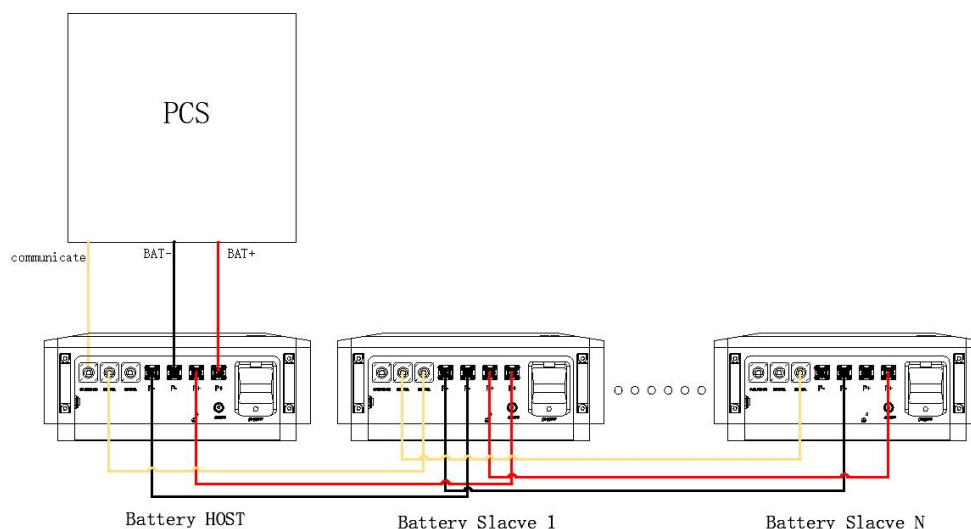 PCS
communicate
BAT-
BAT+
P-
P-
P+
P+
P-
P-
P+
P+
P-
P-
P+
P+
Battery HOST
Battery Slacve 1
Battery Slacve N